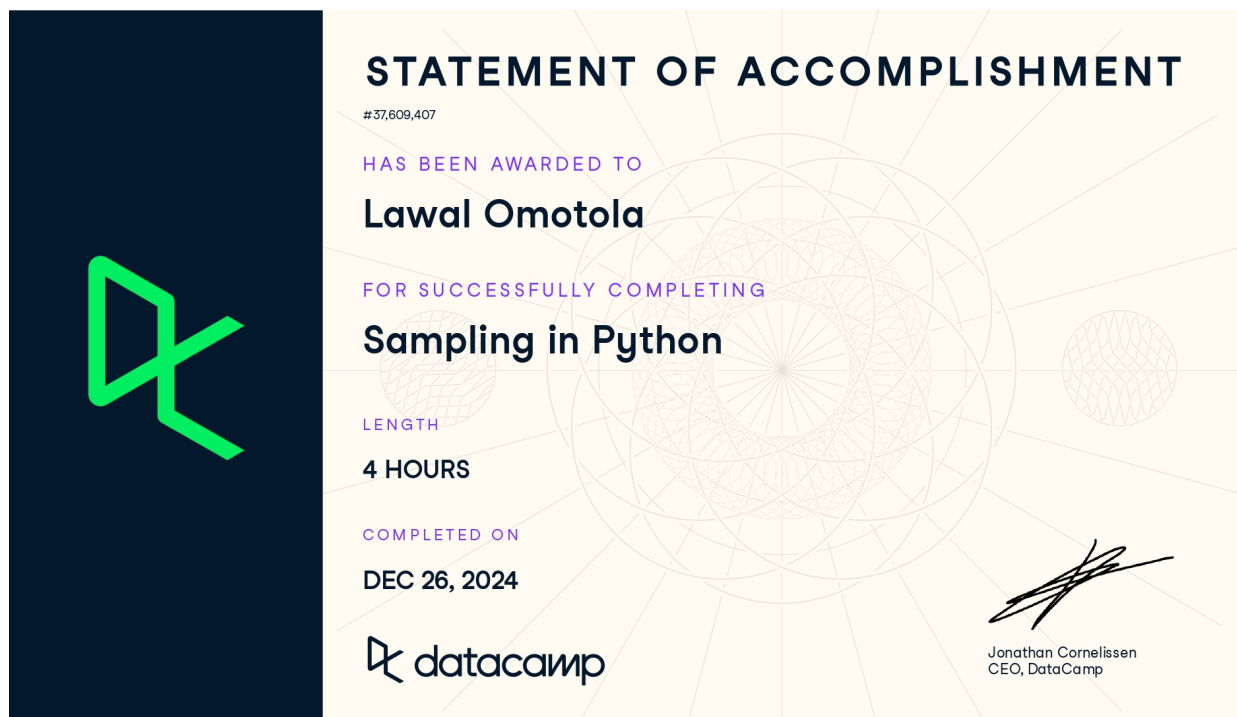 STATEMENT OF ACCOMPLISHMENT
#37,609,407
HAS BEEN AWARDED TO
Lawal Omotola
FOR SUCCESSFULLY COMPLETING
Sampling in Python
LENGTH
4 HOURS
COMPLETED ON
DEC 26, 2024
datacamp
Jonathan Cornelissen
CEO, DataCamp